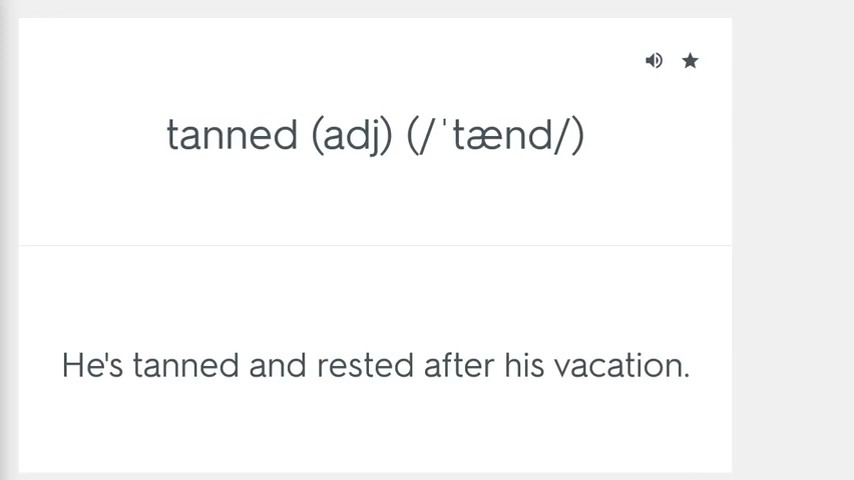 tanned (adj) (/ˈtænd/)
He's tanned and rested after his vacation.